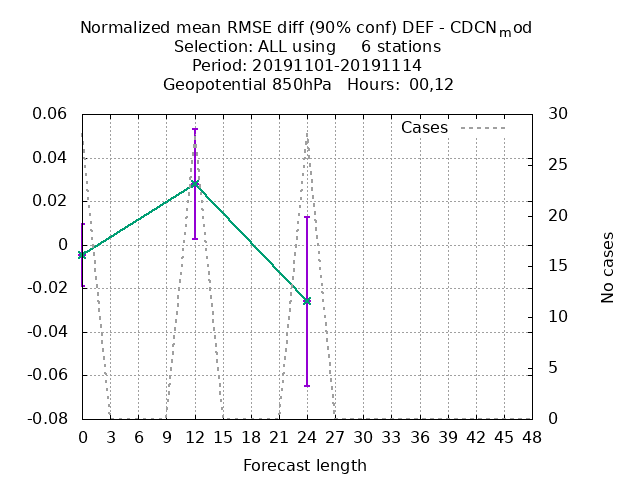 Normalized mean RMSE diff (90% conf) DEF - CDCNmod
Selection: ALL using 6 stations
Period: 20191101-20191114
Geopotential 850hPa Hours: 00,12
Cases
0.06
0.04
0.02
0
-0.02
-0.04
-0.06
-0.08
30
25
20
15
10
5
0
No cases
0 3 6 9 12 15 18 21 24 27 30 33 36 39 42 45 48
Forecast length